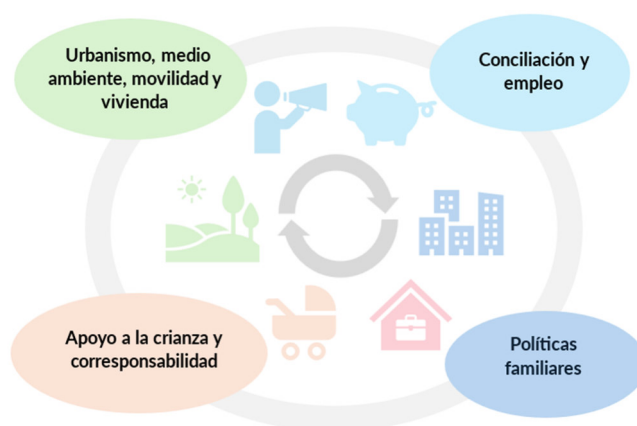 Urbanismo, medio
ambiente, movilidad y
vivienda
Conciliación y
empleo
Apoyo a la crianza y
corresponsabilidad
Políticas
familiares